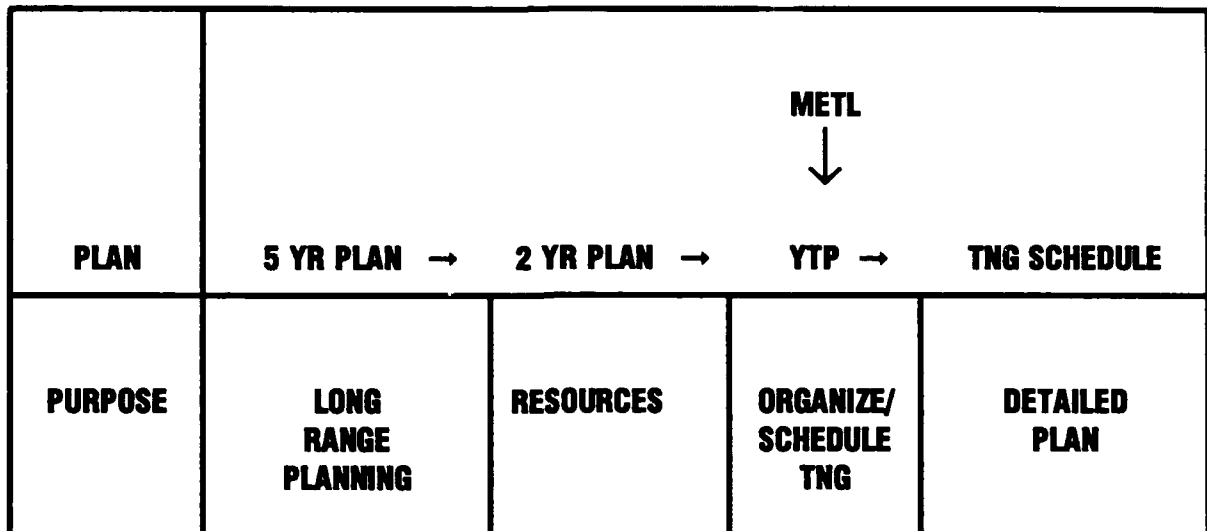 METL
↓
PLAN 5 YR PLAN → 2 YR PLAN → YTP → TNG SCHEDULE
PURPOSE LONG RESOURCES ORGANIZE/ DETAILED
RANGE SCHEDULE PLAN
PLANNING TNG